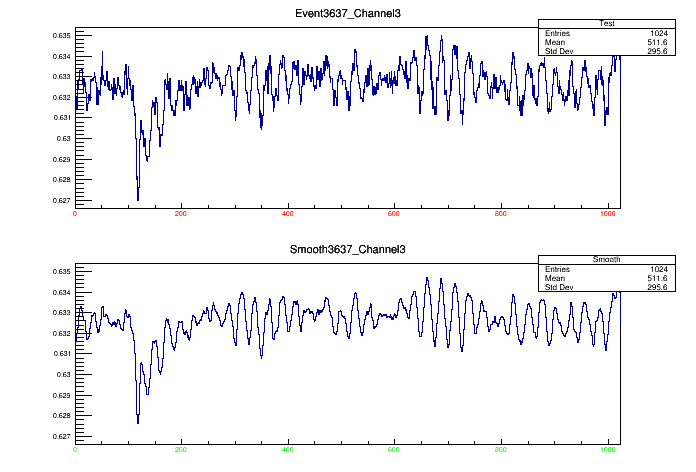 Event3637_Channel3
Test
Entries 1024
Mean 511.6
Std Dev 295.6
0.635
0.634
0.633
0.632
0.631
0.63
0.629
0.628
0.627
0 200 400 600 800 1000
Smooth3637_Channel3
Smooth
Entries 1024
Mean 511.6
Std Dev 295.6
0.635
0.634
0.633
0.632
0.631
0.63
0.629
0.628
0.627
0 200 400 600 800 1000